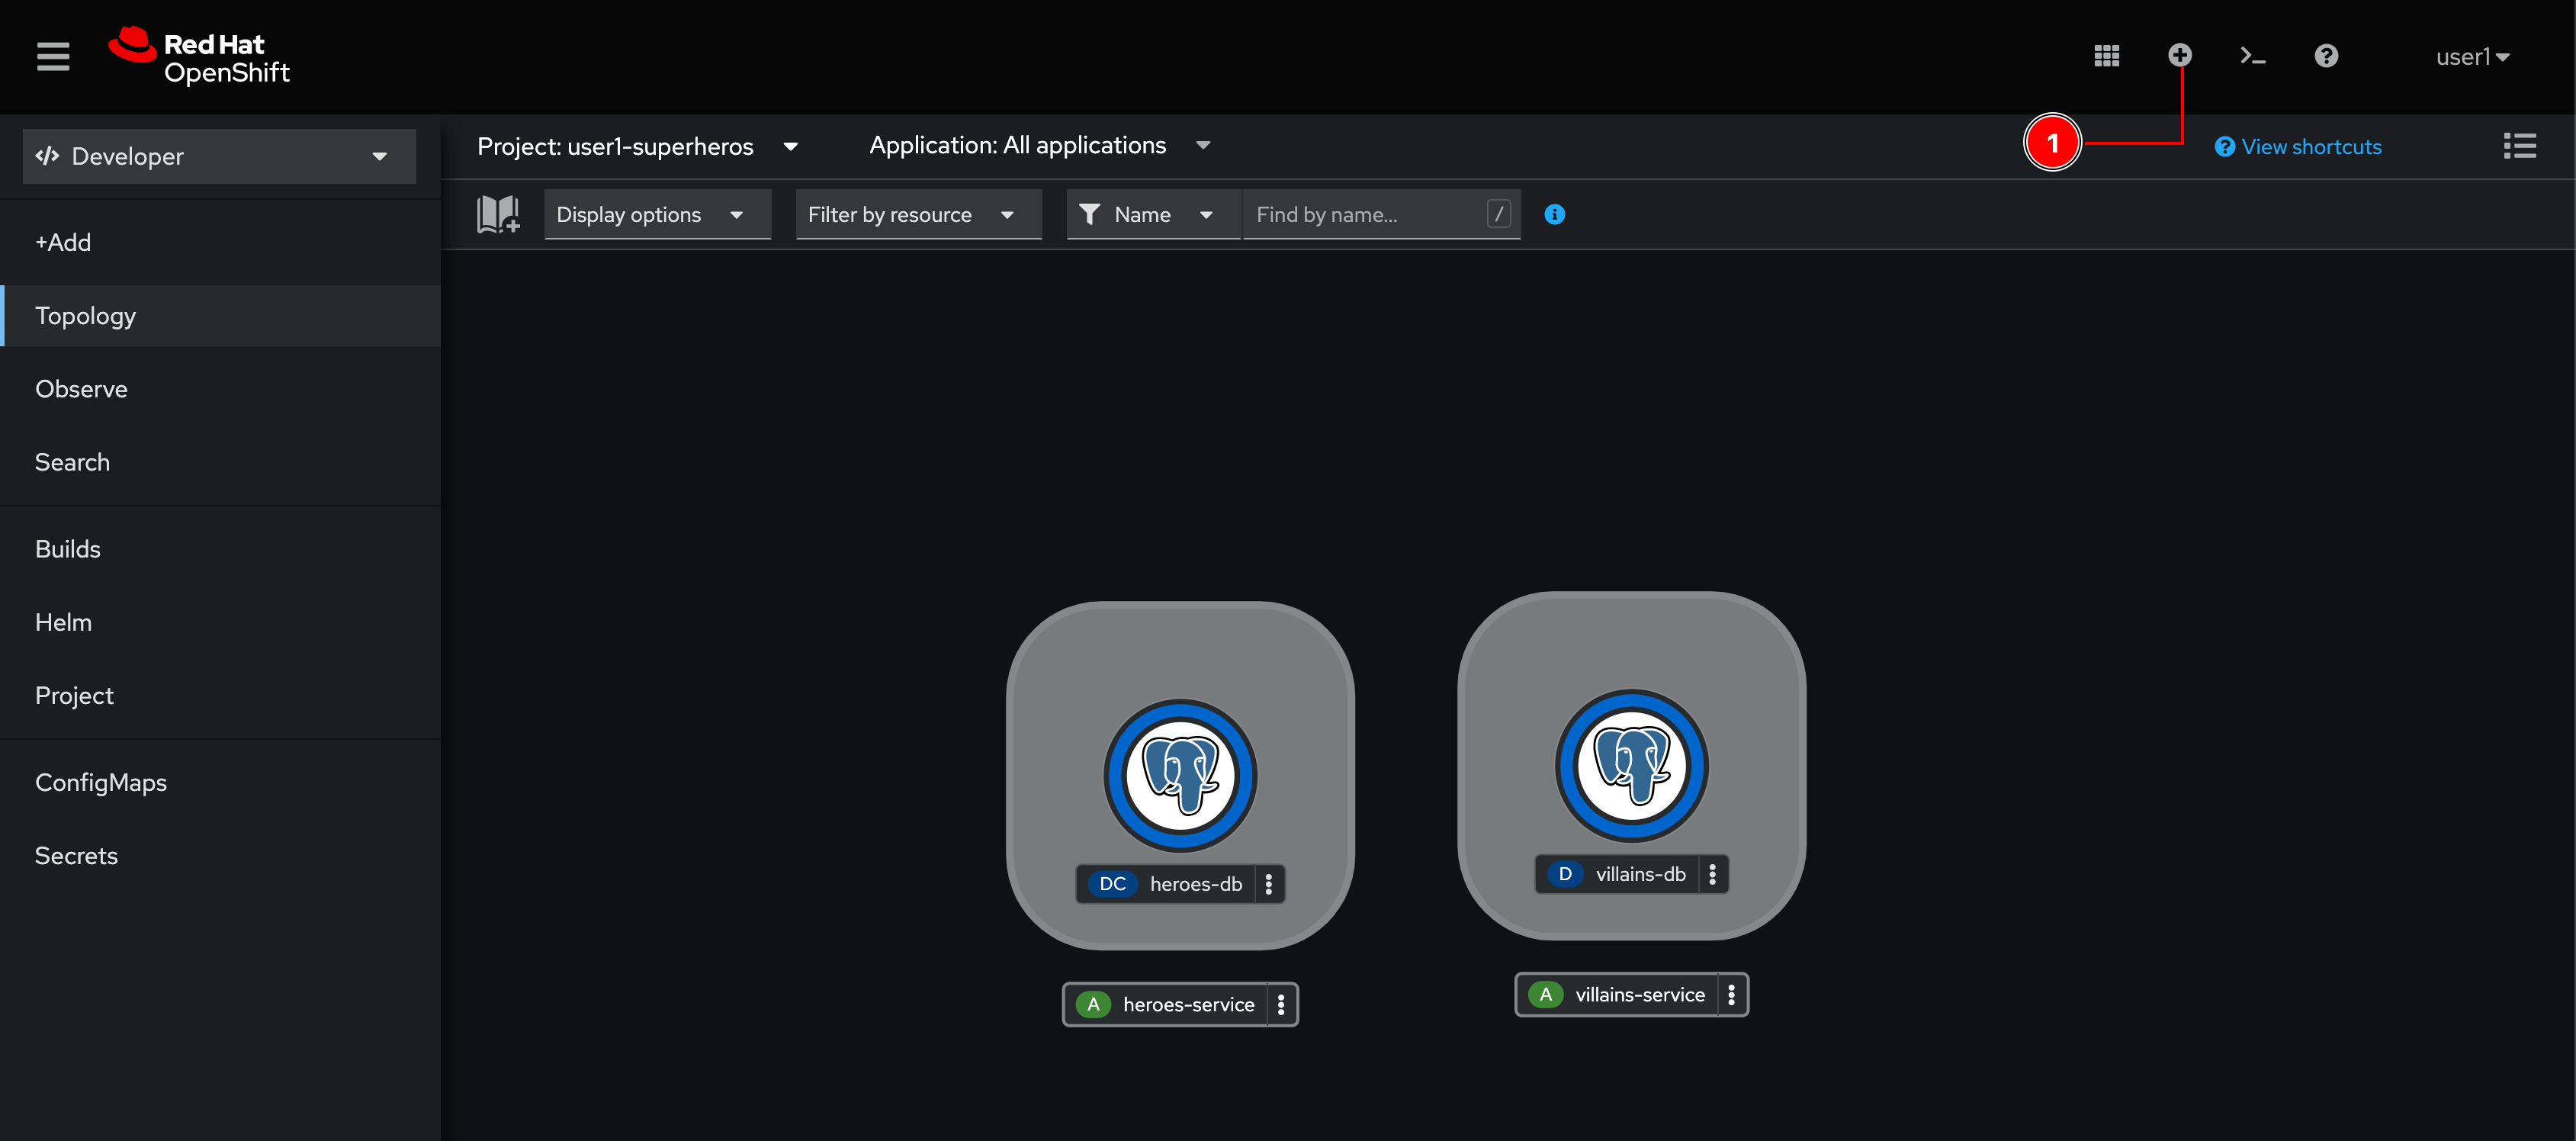 Red Hat
OpenShift
user1
1
Developer
Project: user1-superheros
Application: All applications
View shortcuts
Display options
Filter by resource
Name
Find by name...
/
+Add
Topology
Observe
Search
Builds
Helm
Project
ConfigMaps
Secrets
DC heroes-db
D villains-db
A heroes-service
A villains-service